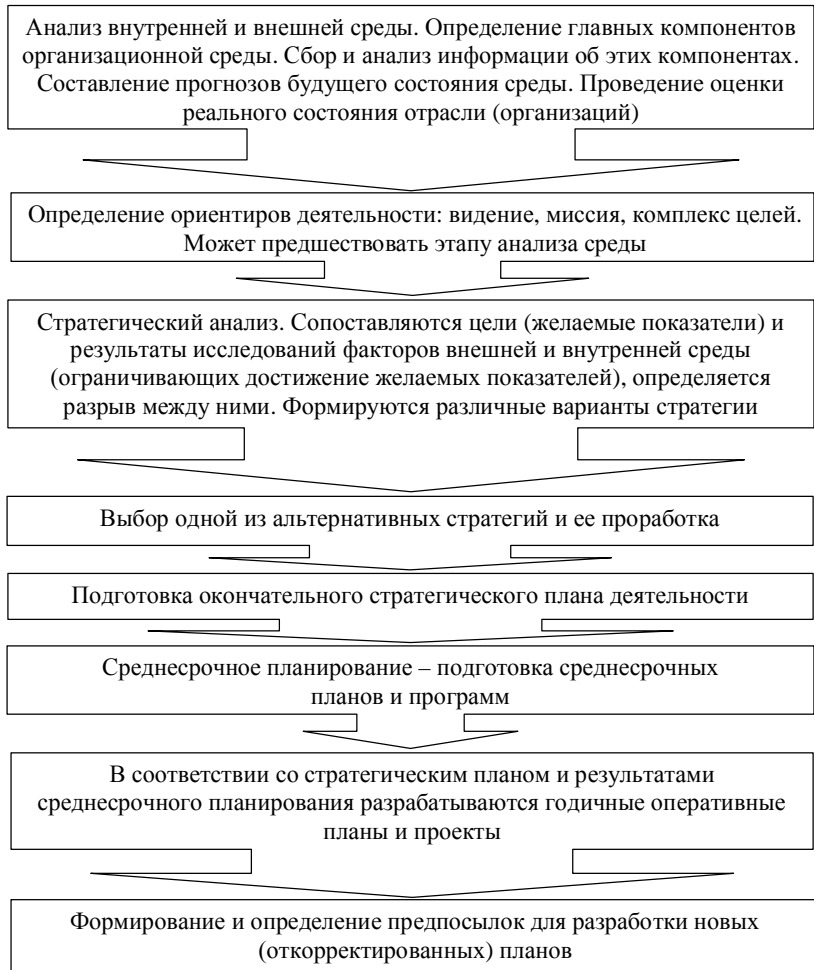 Анализ внутренней и внешней среды. Определение главных компонентов
организационной среды. Сбор и анализ информации об этих компонентах.
Составление прогнозов будущего состояния среды. Проведение оценки
реального состояния отрасли (организаций)
Определение ориентиров деятельности: видение, миссия, комплекс целей.
Может предшествовать этапу анализа среды
Стратегический анализ. Сопоставляются цели (желаемые показатели) и
результаты исследований факторов внешней и внутренней среды
(ограничивающих достижение желаемых показателей), определяется
разрыв между ними. Формируются различные варианты стратегии
Выбор одной из альтернативных стратегий и ее проработка
Подготовка окончательного стратегического плана деятельности
Среднесрочное планирование – подготовка среднесрочных
планов и программ
В соответствии со стратегическим планом и результатами
среднесрочного планирования разрабатываются годичные оперативные
планы и проекты
Формирование и определение предпосылок для разработки новых
(откорректированных) планов